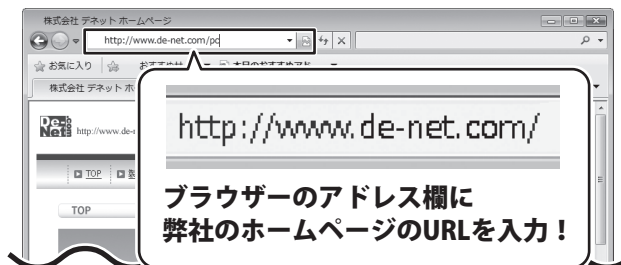 株式会社 デネット ホームページ
http://www.de-net.com/pc
お気に入り
株式会社 デネット ホ
De-Net
http://www.de-
TOP
TOP
http://www.de-net.com/
ブラウザーのアドレス欄に
弊社のホームページのURLを入力！